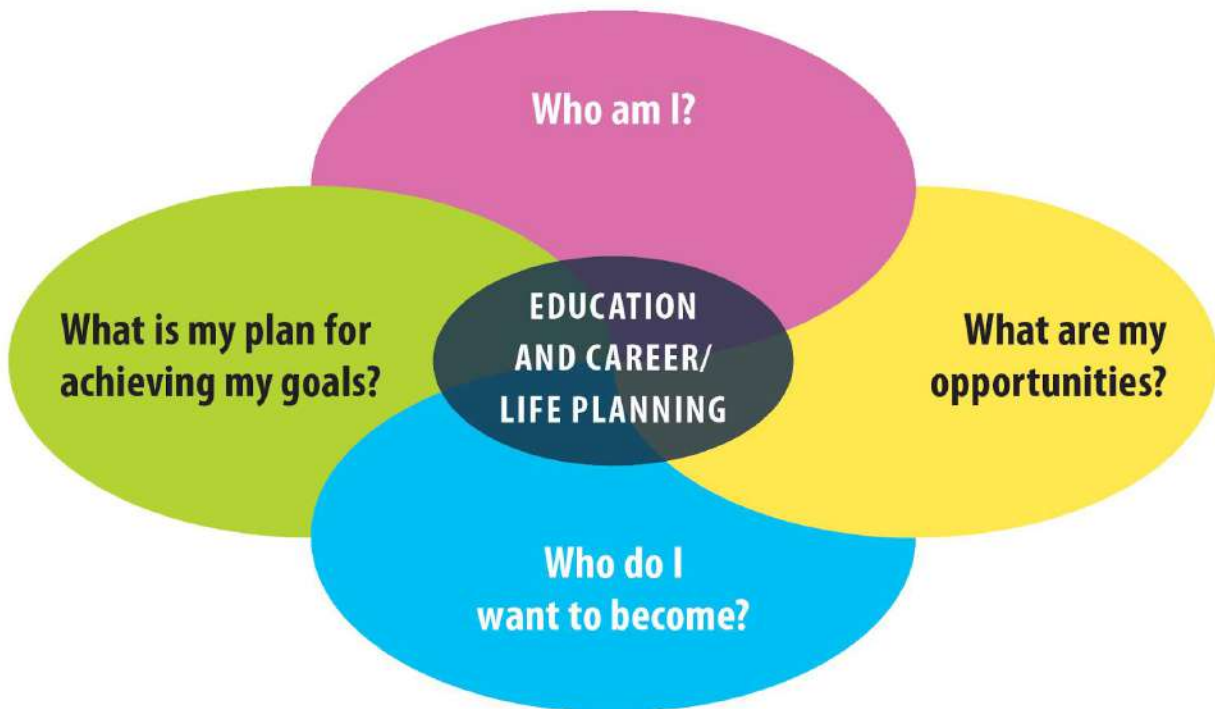 Who am I?
What is my plan for
achieving my goals?
EDUCATION
AND CAREER/
LIFE PLANNING
What are my
opportunities?
Who do I
want to become?